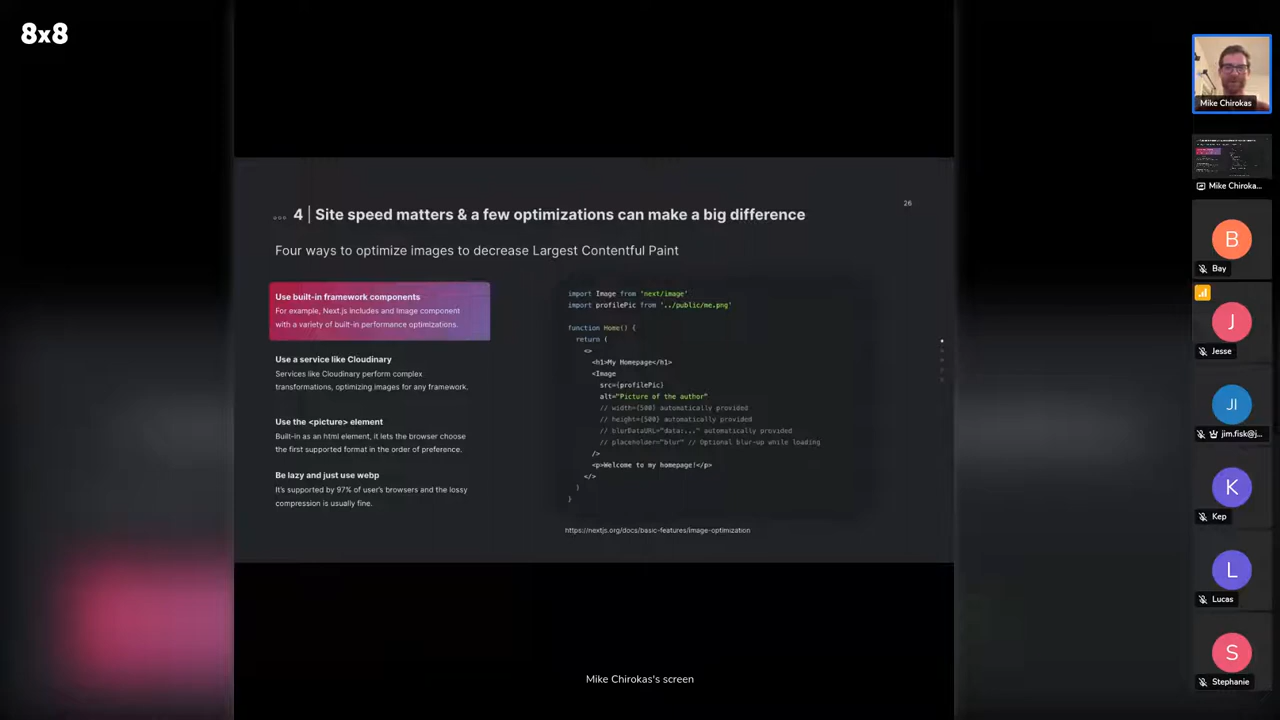 8x8
4 | Site speed matters & a few optimizations can make a big difference
26
Four ways to optimize images to decrease Largest Contentful Paint
Use built-in framework components
For example, Next.js includes and Image component
with a variety of built-in performance optimizations.
Use a service like Cloudinary
Services like Cloudinary perform complex
transformations, optimizing images for any framework.
Use the <picture> element
Built-in as an html element, it lets the browser choose
the first supported format in the order of preference.
Be lazy and just use webp
It's supported by 97% of user's browsers and the lossy
compression is usually fine.
import Image from 'next/image'
import profilePic from '../public/me.png'
function Home() {
return (
<>
<h1>My Homepage</h1>
<Image
src={profilePic}
alt="Picture of the author"
// width={500} automatically provided
// height={500} automatically provided
// blurDataURL="data:..." automatically provided
// placeholder="blur" // Optional blur-up while loading
/>
<p>Welcome to my homepage!</p>
</>
)
}
https://nextjs.org/docs/basic-features/image-optimization
Mike Chirokas's screen
Mike Chirokas
Mike Chiroka...
B
Bay
J
Jesse
JI
jim.fisk@j...
K
Kep
L
Lucas
S
Stephanie